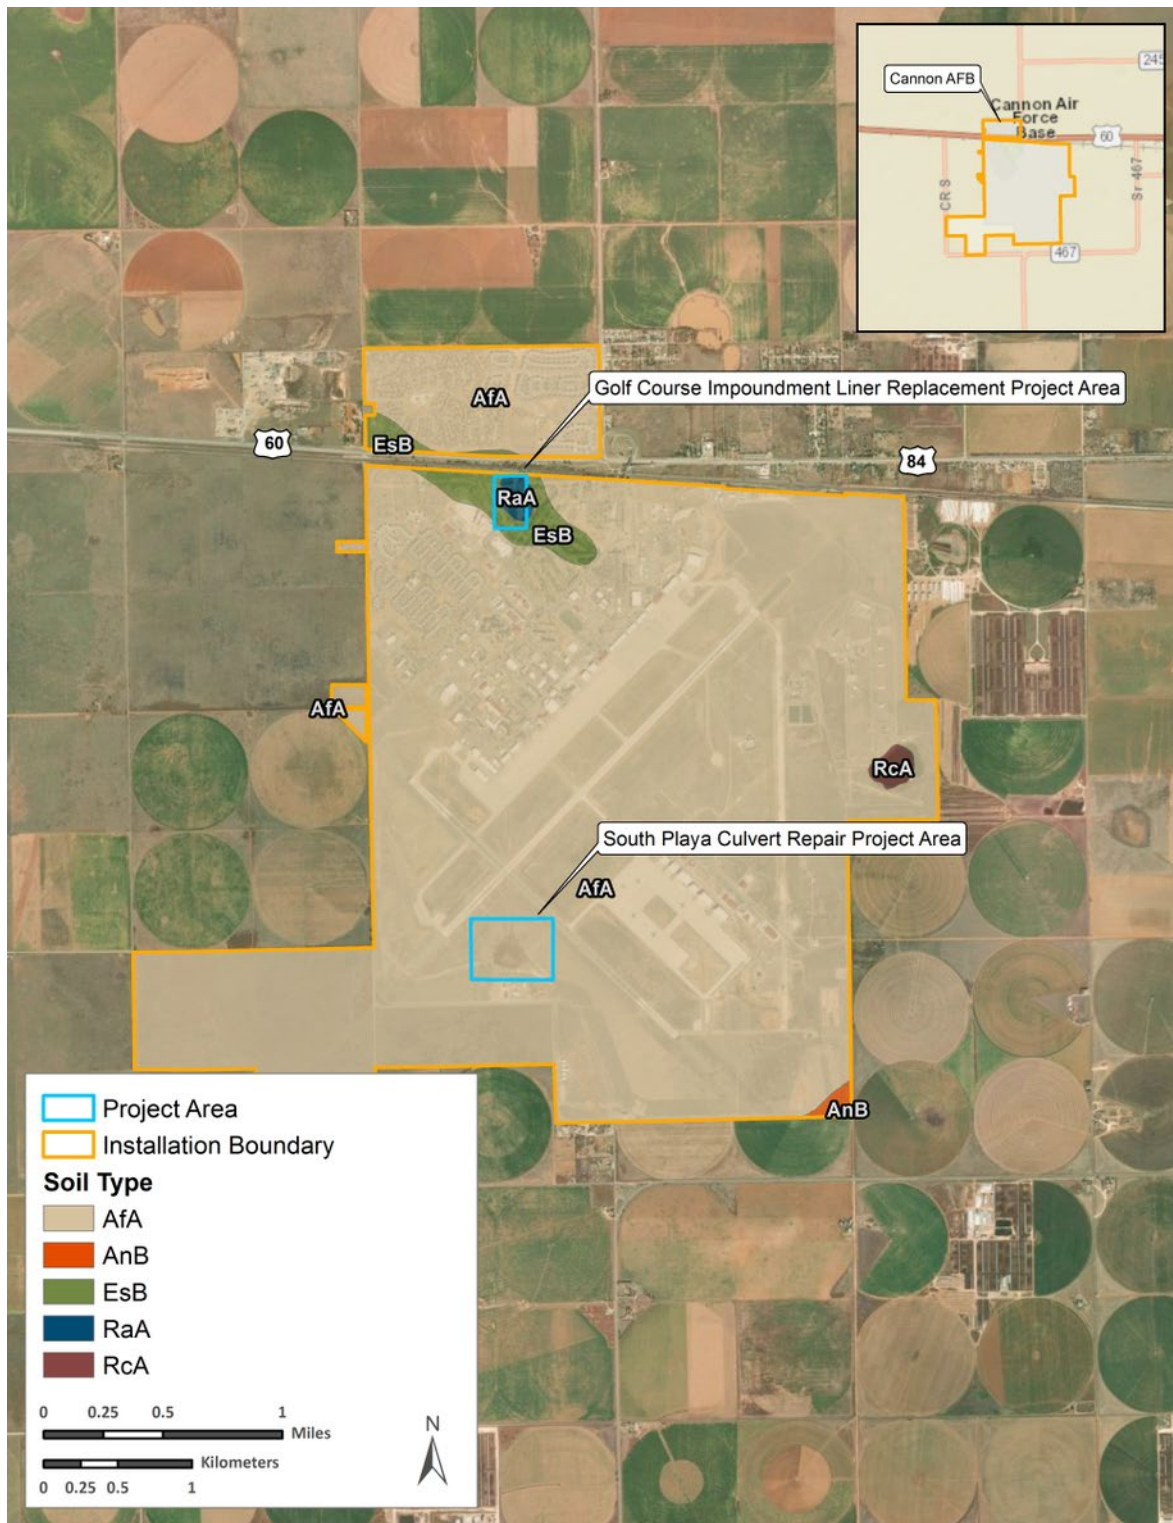 Cannon AFB
245
Cannon Air
Force
Base
60
CR S
Sr 467
467
AfA
Golf Course Impoundment Liner Replacement Project Area
EsB
60
84
RaA
EsB
AfA
RcA
South Playa Culvert Repair Project Area
AfA
AnB
Project Area
Installation Boundary
Soil Type
AfA
AnB
EsB
RaA
RcA
0 0.25 0.5 1
Miles
Kilometers
0 0.25 0.5 1
N